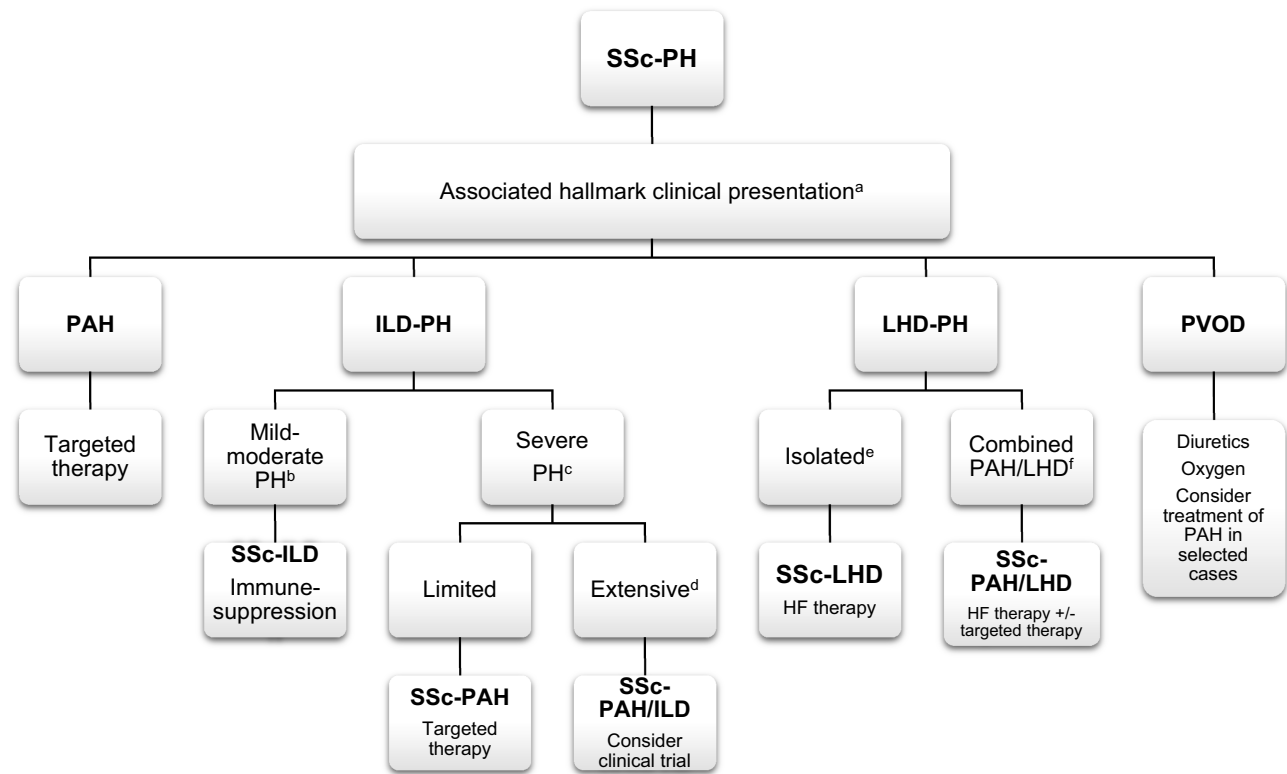 SSc-PH
Associated hallmark clinical presentationᵃ
PAH
ILD-PH
LHD-PH
PVOD
Targeted
therapy
Mild-
moderate
PHᵇ
Severe
PHᶜ
Isolatedᵉ
Combined
PAH/LHDᶠ
Diuretics
Oxygen
Consider
treatment of
PAH in
selected
cases
SSc-ILD
Immune-
suppression
Limited
Extensiveᵈ
SSc-LHD
HF therapy
SSc-
PAH/LHD
HF therapy +/-
targeted therapy
SSc-PAH
Targeted
therapy
SSc-
PAH/ILD
Consider
clinical trial